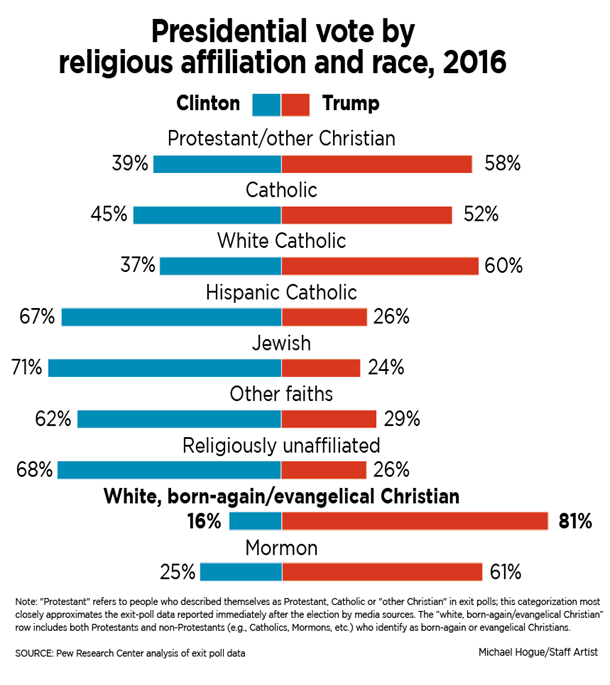 Presidential vote by
religious affiliation and race, 2016
Clinton Trump
Protestant/other Christian
39% 58%
Catholic
45% 52%
White Catholic
37% 60%
Hispanic Catholic
67% 26%
Jewish
71% 24%
Other faiths
62% 29%
Religiously unaffiliated
68% 26%
White, born-again/evangelical Christian
16% 81%
Mormon
25% 61%
Note: "Protestant" refers to people who described themselves as Protestant, Catholic or "other Christian" in exit polls; this categorization most
closely approximates the exit-poll data reported immediately after the election by media sources. The "white, born-again/evangelical Christian"
row includes both Protestants and non-Protestants (e.g., Catholics, Mormons, etc.) who identify as born-again or evangelical Christians.
SOURCE: Pew Research Center analysis of exit poll data Michael Hogue/Staff Artist